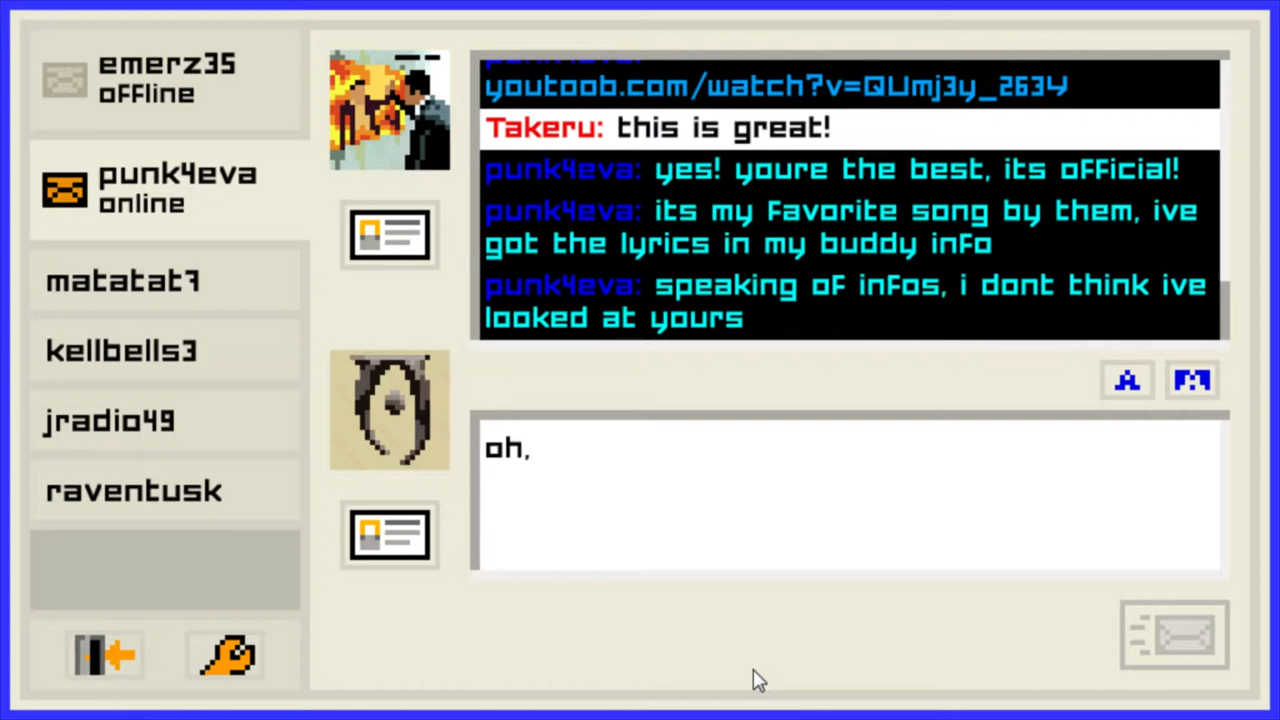 emerz35
offline
punk4eva
online
matatat7
kellbells3
jradio49
raventusk
youtoob.com/watch?v=QUmj3y_2634
Takeru: this is great!
punk4eva: yes! youre the best, its official!
punk4eva: its my favorite song by them, ive
got the lyrics in my buddy info
punk4eva: speaking of infos, i dont think ive
looked at yours
A
oh,